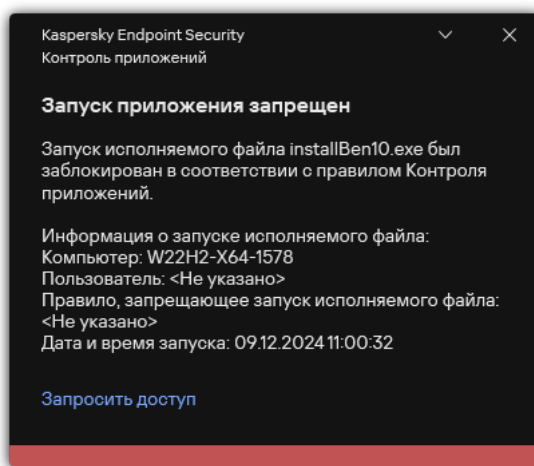 Kaspersky Endpoint Security
Контроль приложений
Запуск приложения запрещен
Запуск исполняемого файла installBen10.exe был
заблокирован в соответствии с правилом Контроля
приложений.
Информация о запуске исполняемого файла:
Компьютер: W22H2-X64-1578
Пользователь: <Не указано>
Правило, запрещающее запуск исполняемого файла:
<Не указано>
Дата и время запуска: 09.12.2024 11:00:32
Запросить доступ